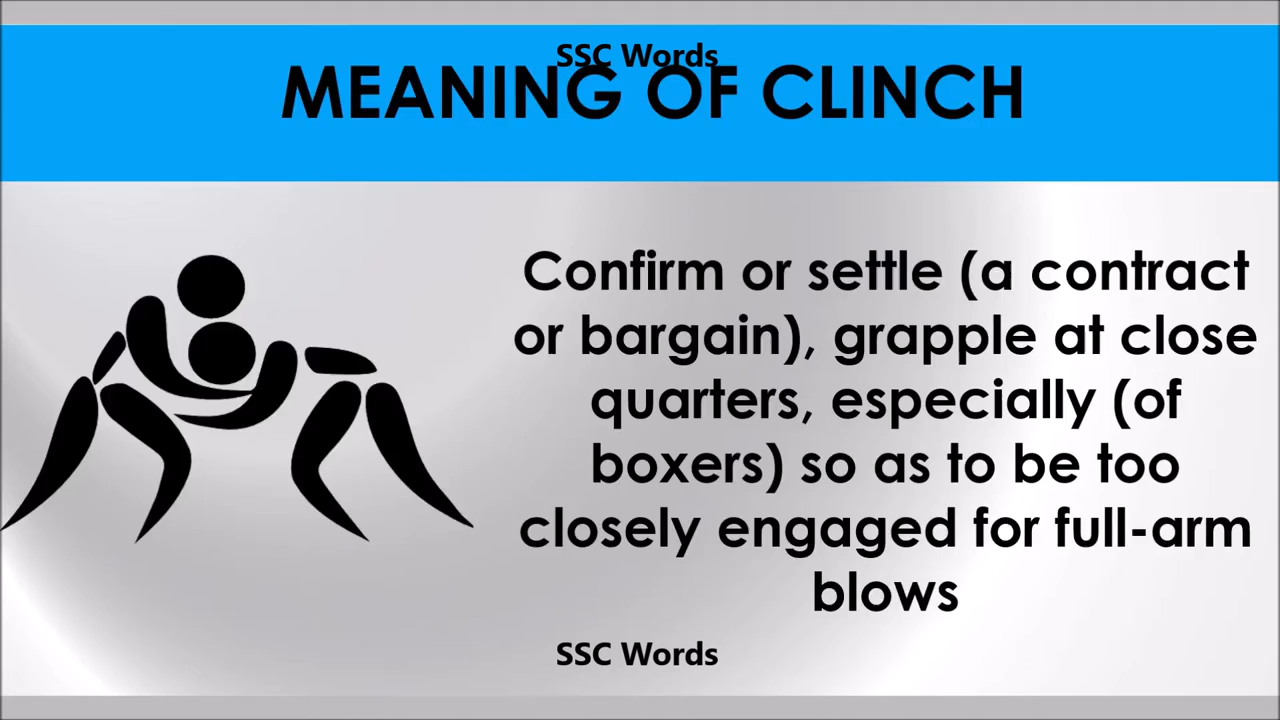 SSC Words
MEANING OF CLINCH
Confirm or settle (a contract
or bargain), grapple at close
quarters, especially (of
boxers) so as to be too
closely engaged for full-arm
blows
SSC Words